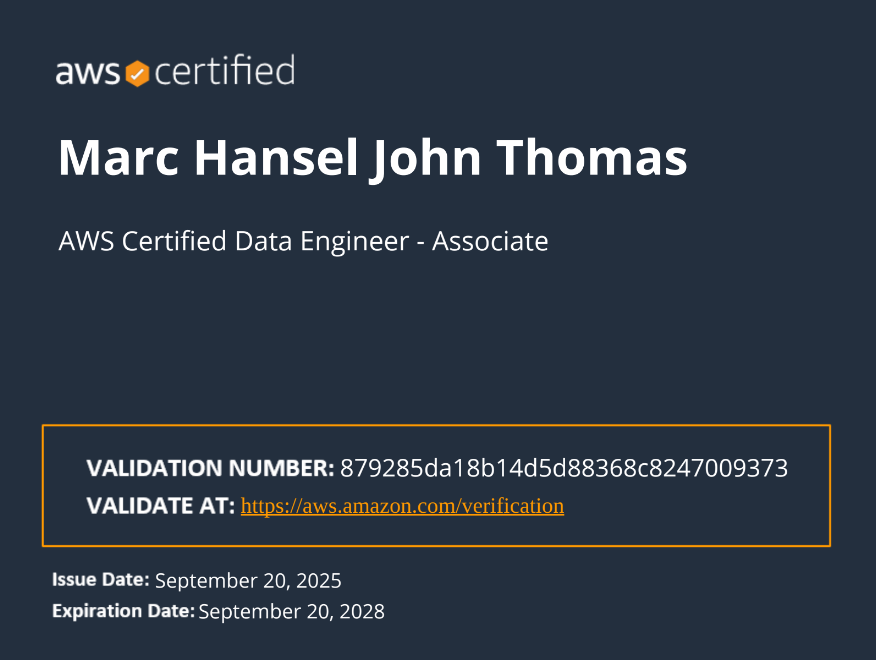 aws certified
Marc Hansel John Thomas
AWS Certified Data Engineer - Associate
VALIDATION NUMBER: 879285da18b14d5d88368c8247009373
VALIDATE AT: https://aws.amazon.com/verification
Issue Date: September 20, 2025
Expiration Date: September 20, 2028